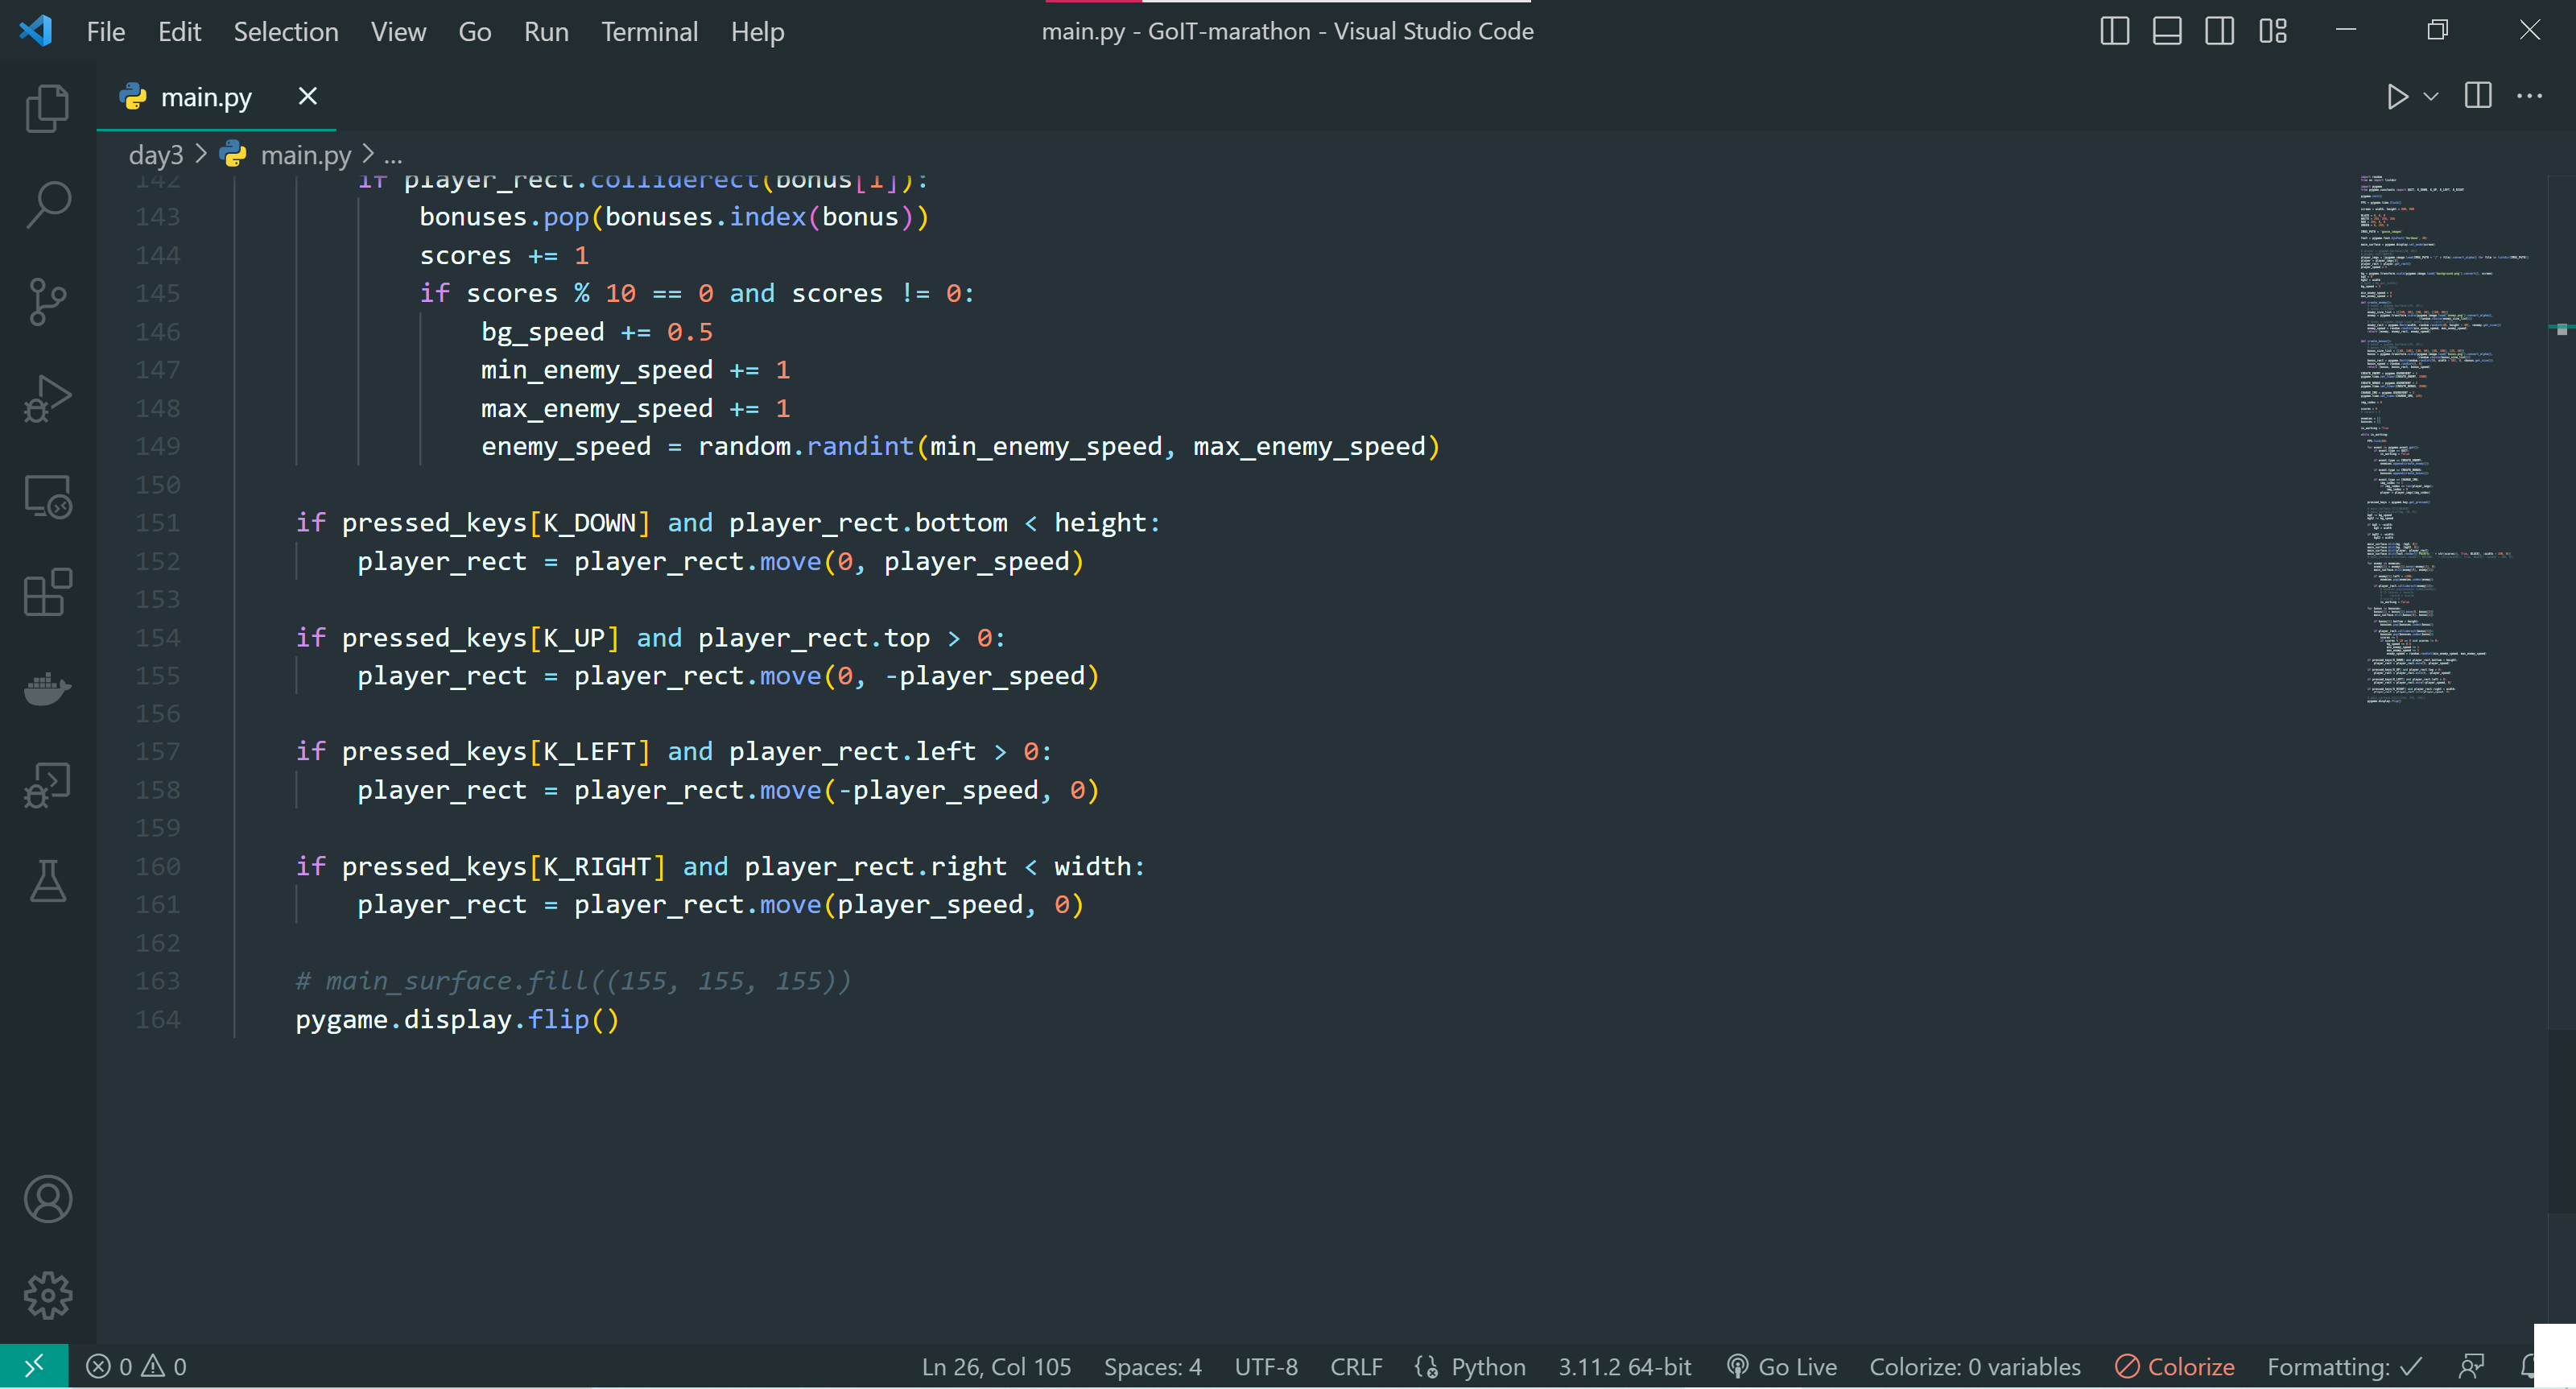 File Edit Selection View Go Run Terminal Help main.py - GoIT-marathon - Visual Studio Code
main.py
day3 > main.py > ...
142 if player_rect.colliderect(bonus[1]):
143 bonuses.pop(bonuses.index(bonus))
144 scores += 1
145 if scores % 10 == 0 and scores != 0:
146 bg_speed += 0.5
147 min_enemy_speed += 1
148 max_enemy_speed += 1
149 enemy_speed = random.randint(min_enemy_speed, max_enemy_speed)
150
151 if pressed_keys[K_DOWN] and player_rect.bottom < height:
152 player_rect = player_rect.move(0, player_speed)
153
154 if pressed_keys[K_UP] and player_rect.top > 0:
155 player_rect = player_rect.move(0, -player_speed)
156
157 if pressed_keys[K_LEFT] and player_rect.left > 0:
158 player_rect = player_rect.move(-player_speed, 0)
159
160 if pressed_keys[K_RIGHT] and player_rect.right < width:
161 player_rect = player_rect.move(player_speed, 0)
162
163 # main_surface.fill((155, 155, 155))
164 pygame.display.flip()
0 0 Ln 26, Col 105 Spaces: 4 UTF-8 CRLF Python 3.11.2 64-bit Go Live Colorize: 0 variables Colorize Formatting: